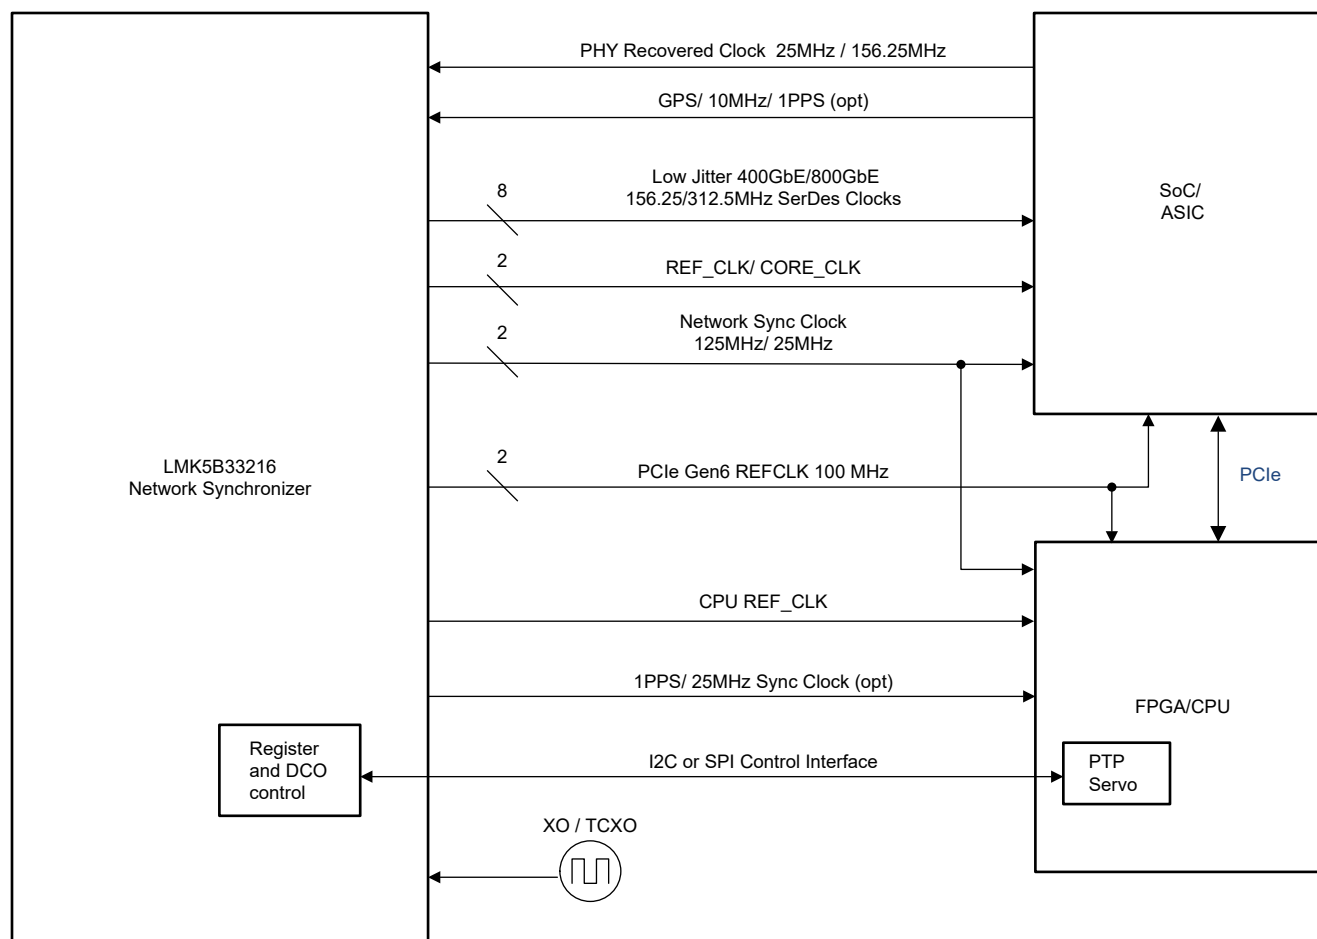 PHY Recovered Clock  25MHz / 156.25MHz
GPS/ 10MHz/ 1PPS (opt)
8
Low Jitter 400GbE/800GbE
156.25/312.5MHz SerDes Clocks
SoC/
ASIC
2
REF_CLK/ CORE_CLK
2
Network Sync Clock
125MHz/ 25MHz
LMK5B33216
Network Synchronizer
2
PCIe Gen6 REFCLK 100 MHz
PCIe
CPU REF_CLK
1PPS/ 25MHz Sync Clock (opt)
FPGA/CPU
Register
and DCO
control
I2C or SPI Control Interface
PTP
Servo
XO / TCXO